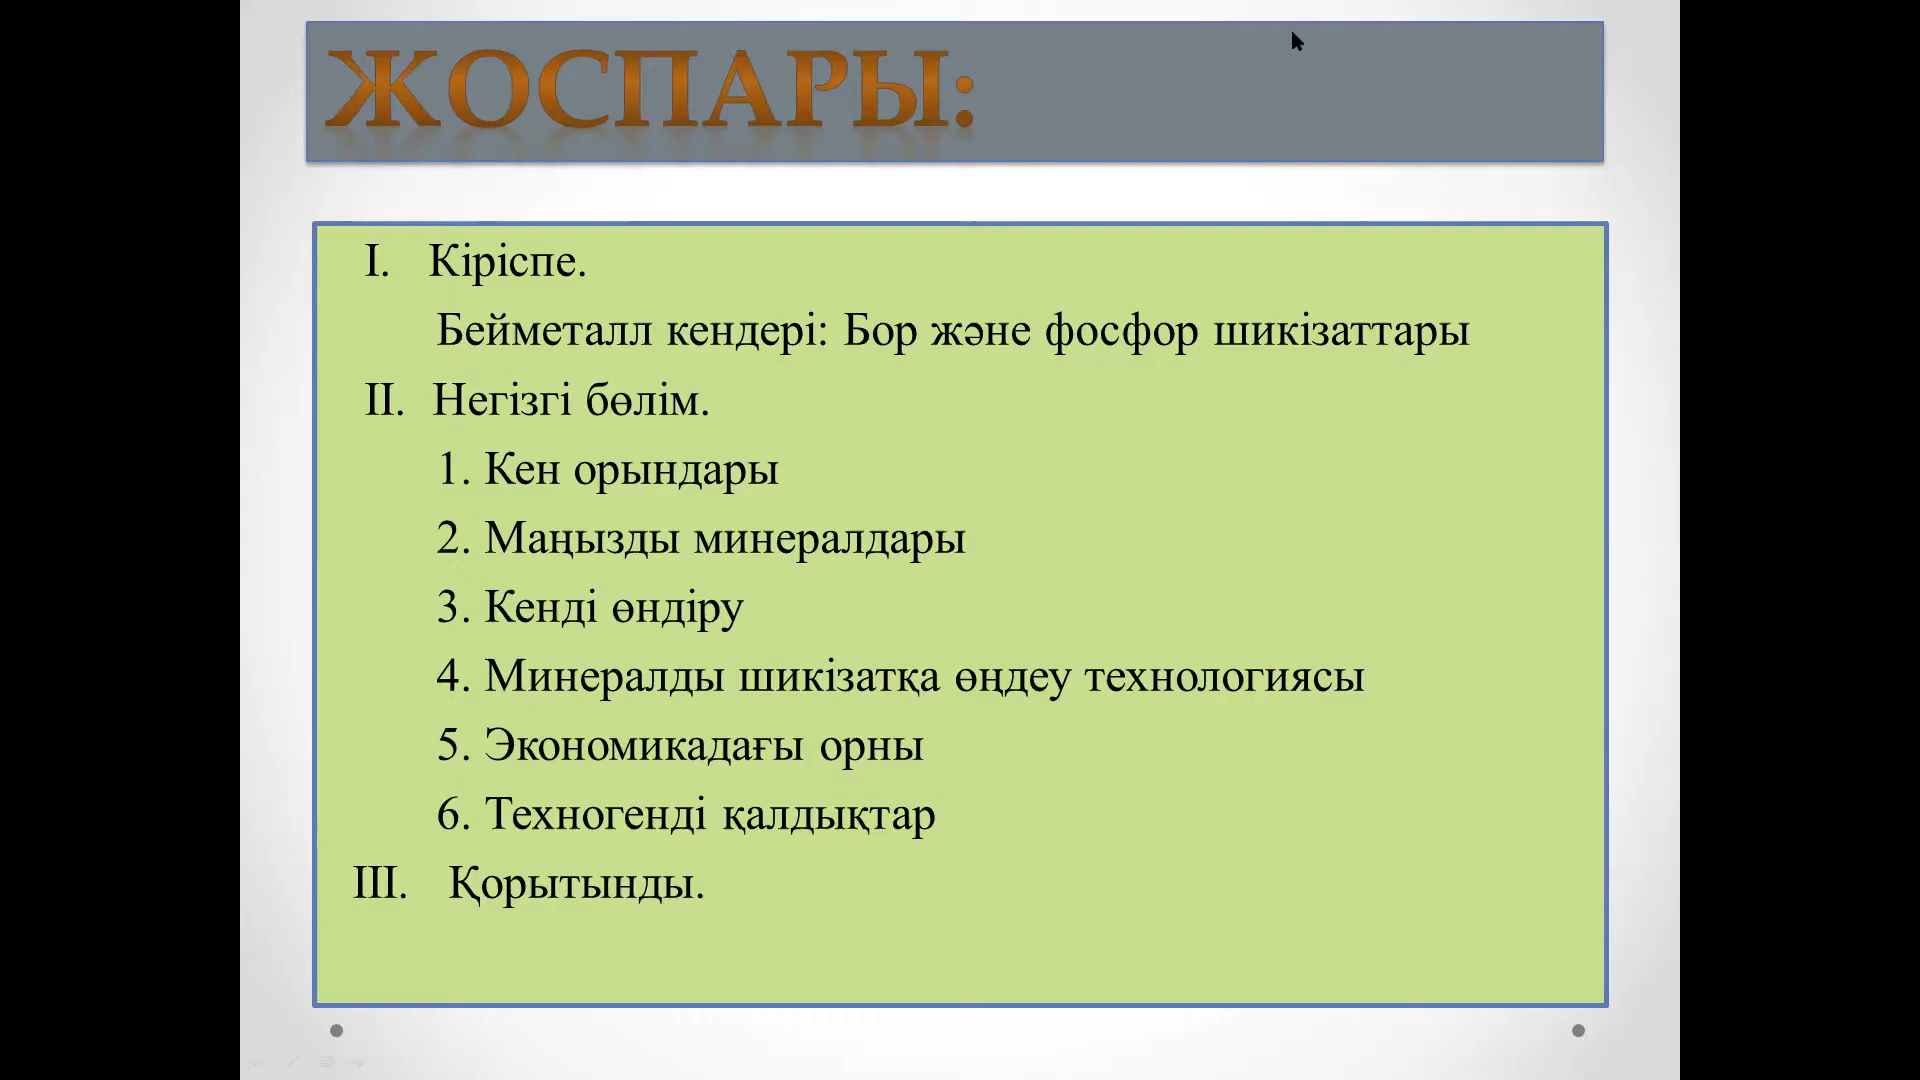 ЖОСПАРЫ:
I. Кіріспе.
Бейметалл кендері: Бор және фосфор шикізаттары
II. Негізгі бөлім.
1. Кен орындары
2. Маңызды минералдары
3. Кенді өндіру
4. Минералды шикізатқа өңдеу технологиясы
5. Экономикадағы орны
6. Техногенді қалдықтар
III. Қорытынды.